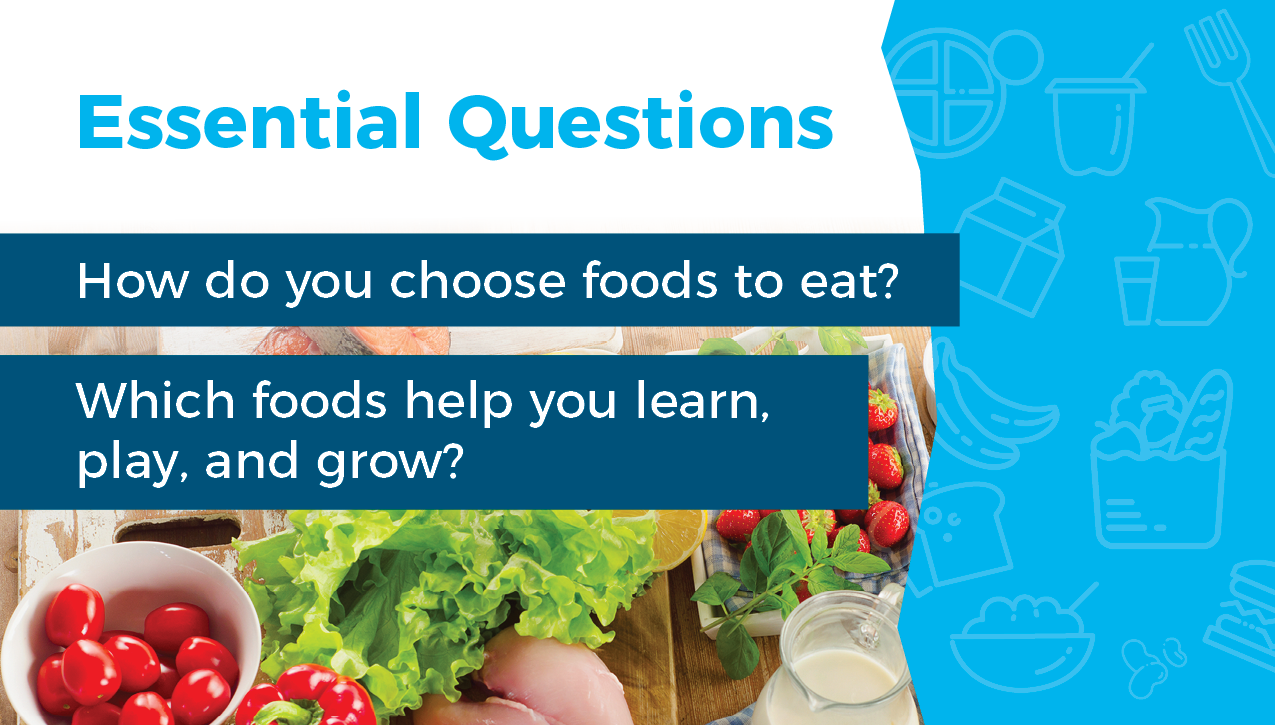 Essential Questions
How do you choose foods to eat?
Which foods help you learn,
play, and grow?